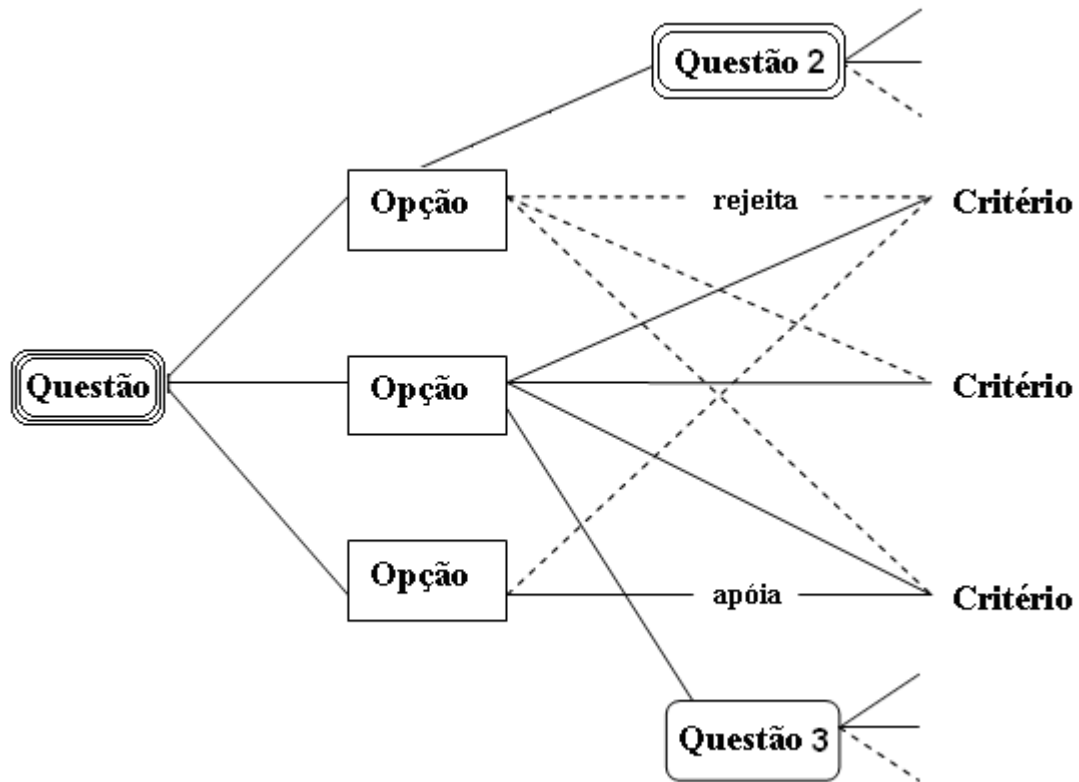 Questão 2
Opção
rejeita
Critério
Questão
Opção
Critério
Opção
apóia
Critério
Questão 3